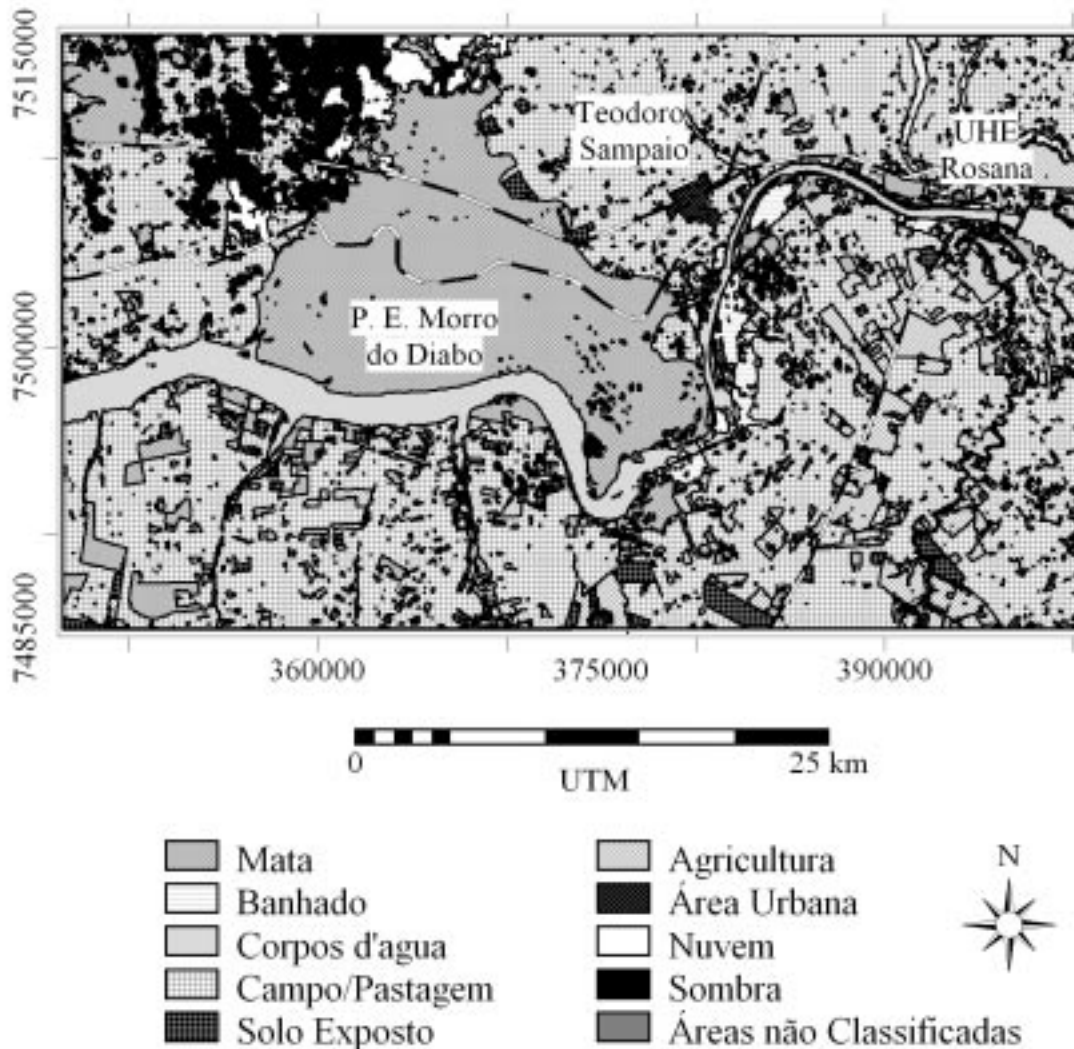 7515000
Teodoro
Sampaio
UHE
Rosana
7500000
P. E. Morro
do Diabo
7485000
360000
375000
390000
0
25 km
UTM
Mata
Banhado
Corpos d'agua
Campo/Pastagem
Solo Exposto
Agricultura
Área Urbana
Nuvem
Sombra
Áreas não Classificadas
N